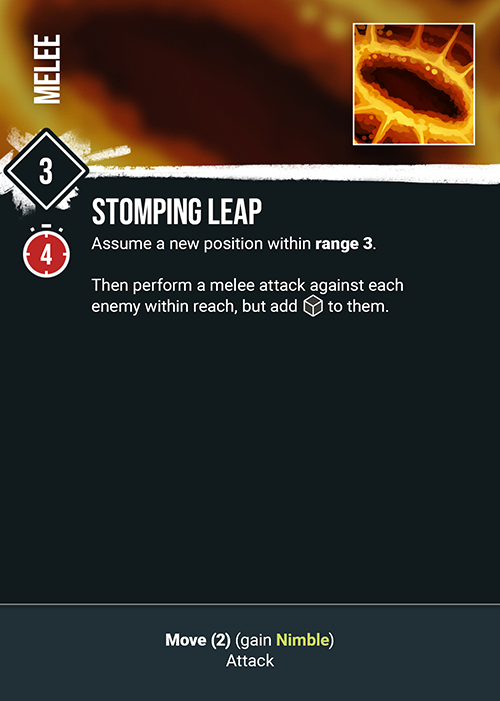 MELEE
3
STOMPING LEAP
4
Assume a new position within range 3.
Then perform a melee attack against each
enemy within reach, but add to them.
Move (2) (gain Nimble)
Attack